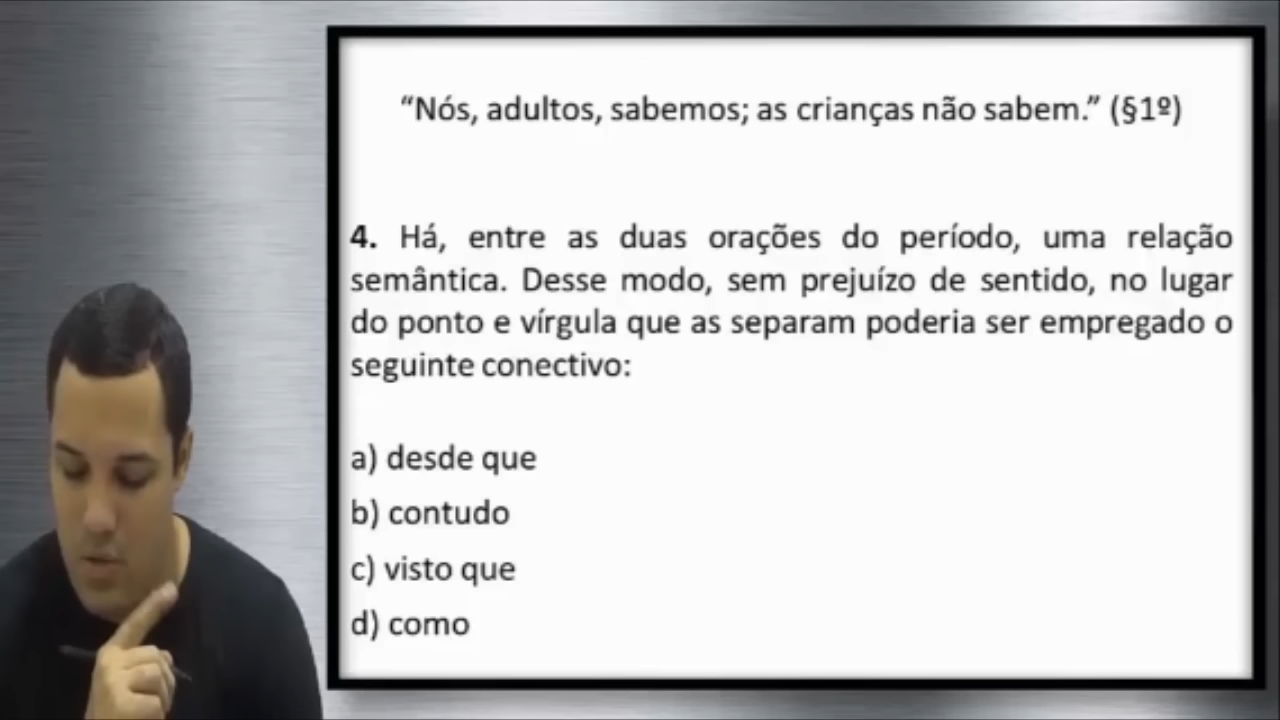 “Nós, adultos, sabemos; as crianças não sabem.” (§1º)
4. Há, entre as duas orações do período, uma relação
semântica. Desse modo, sem prejuízo de sentido, no lugar
do ponto e vírgula que as separam poderia ser empregado o
seguinte conectivo:
a) desde que
b) contudo
c) visto que
d) como